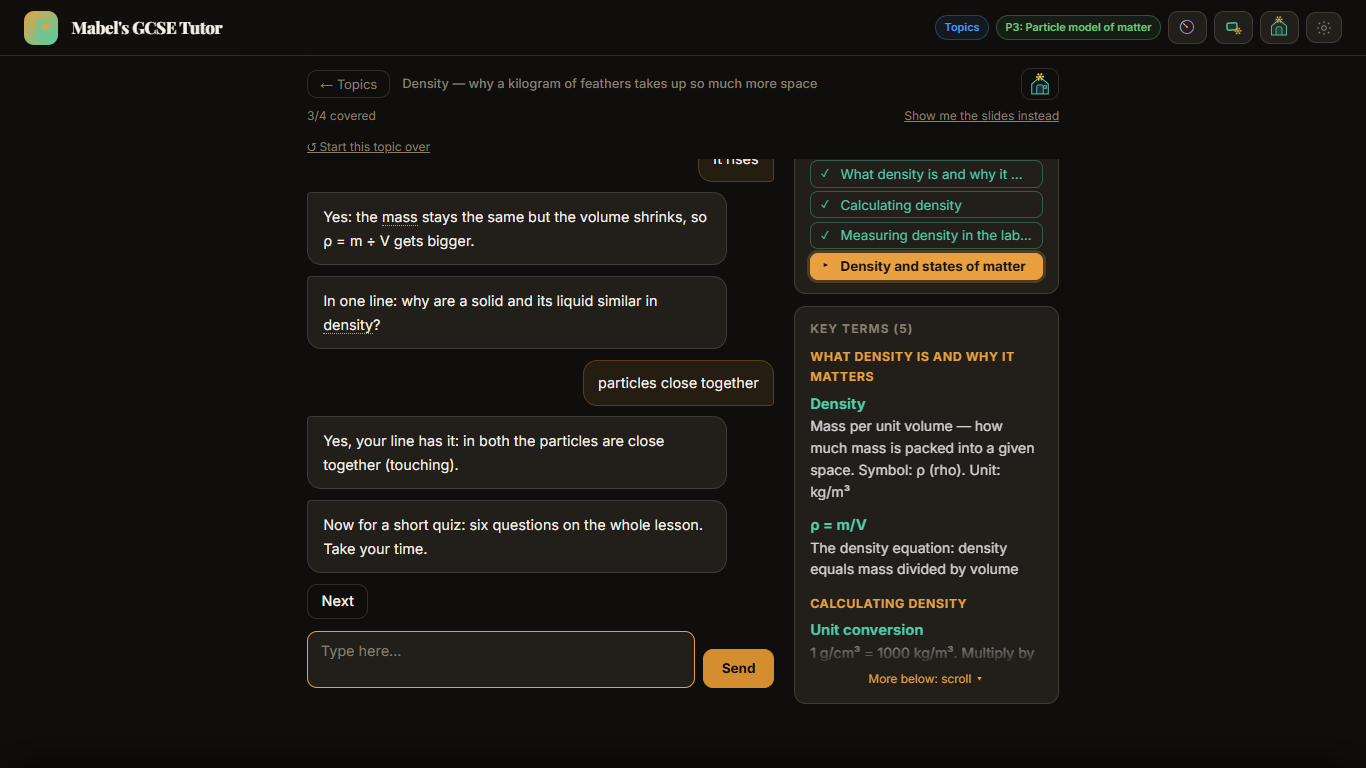 Mabel's GCSE Tutor
Topics
P3: Particle model of matter
← Topics
Density — why a kilogram of feathers takes up so much more space
3/4 covered
Show me the slides instead
↺ Start this topic over
it rises
Yes: the mass stays the same but the volume shrinks, so
ρ = m ÷ V gets bigger.
In one line: why are a solid and its liquid similar in
density?
particles close together
Yes, your line has it: in both the particles are close
together (touching).
Now for a short quiz: six questions on the whole lesson.
Take your time.
Next
Type here...
Send
✓ What density is and why it ...
✓ Calculating density
✓ Measuring density in the lab...
‣ Density and states of matter
KEY TERMS (5)
WHAT DENSITY IS AND WHY IT
MATTERS
Density
Mass per unit volume — how
much mass is packed into a given
space. Symbol: ρ (rho). Unit:
kg/m³
ρ = m/V
The density equation: density
equals mass divided by volume
CALCULATING DENSITY
Unit conversion
1 g/cm³ = 1000 kg/m³. Multiply by
More below: scroll ▾